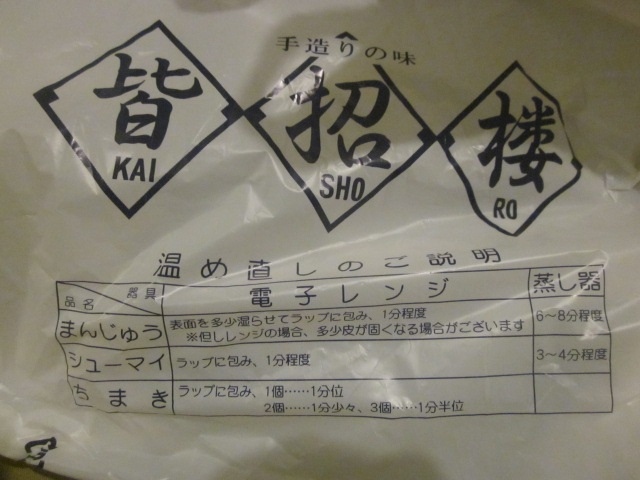 手造りの味
皆 招 楼
KAI SHO RO
温め直しのご説明
品名 器具 電子レンジ 蒸し器
まんじゅう 表面を多少湿らせてラップに包み、1分程度 6〜8分程度
※但しレンジの場合、多少皮が固くなる場合がございます
シューマイ ラップに包み、1分程度 3〜4分程度
ちまき ラップに包み、1個……1分位
2個……1分少々、3個……1分半位